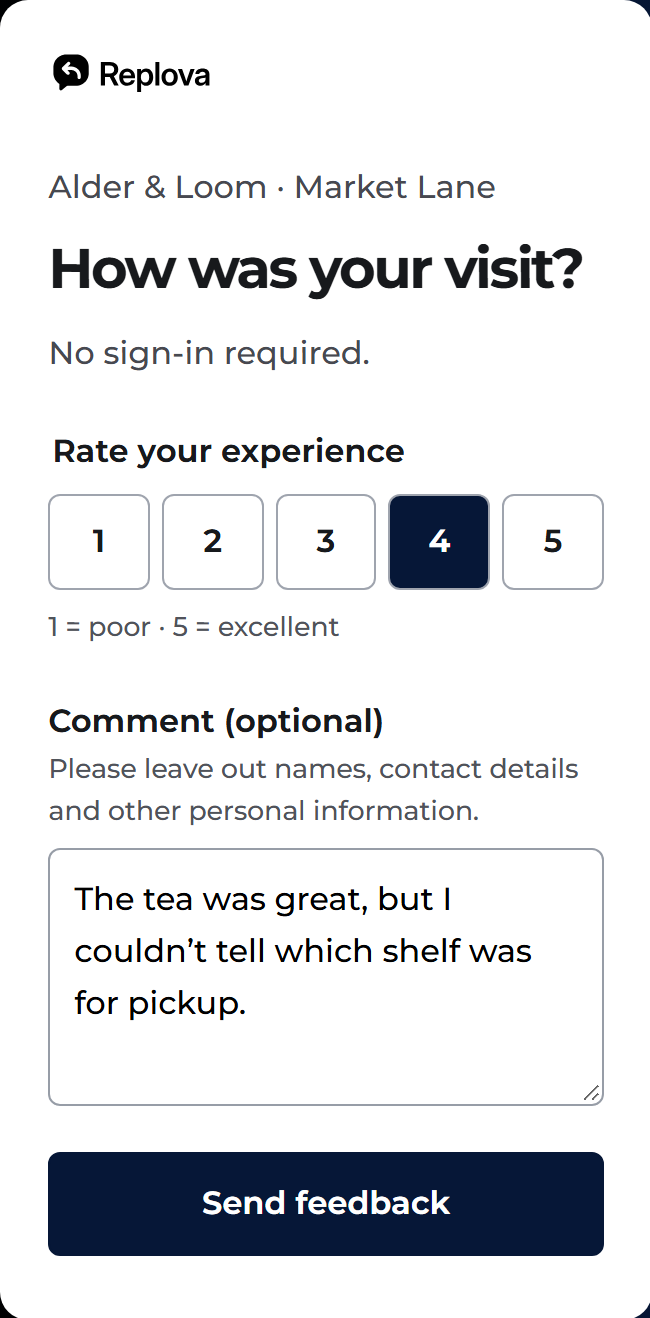 Replova
Alder & Loom · Market Lane
How was your visit?
No sign-in required.
Rate your experience
1 2 3 4 5
1 = poor · 5 = excellent
Comment (optional)
Please leave out names, contact details
and other personal information.
The tea was great, but I
couldn’t tell which shelf was
for pickup.
Send feedback